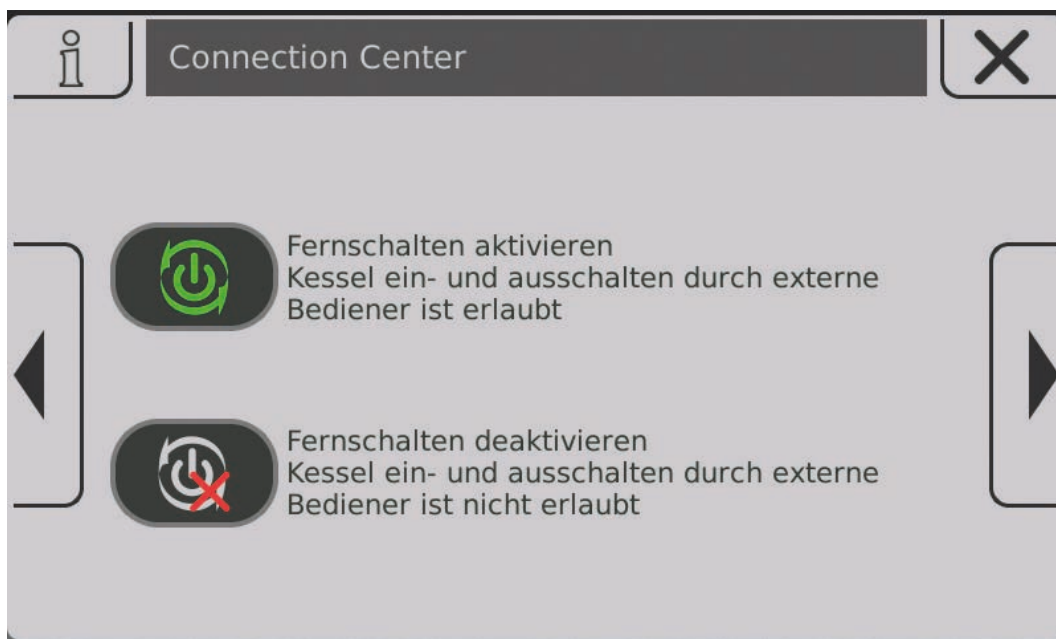 Connection Center
Fernschalten aktivieren
Kessel ein- und ausschalten durch externe
Bediener ist erlaubt
Fernschalten deaktivieren
Kessel ein- und ausschalten durch externe
Bediener ist nicht erlaubt